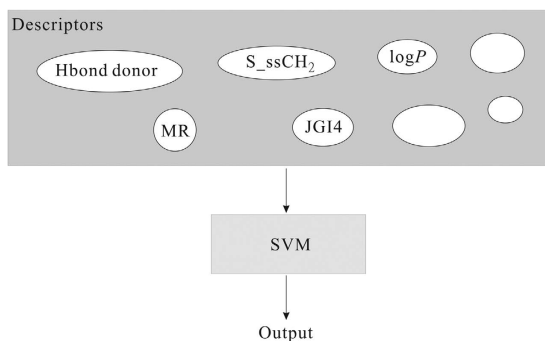 Descriptors
Hbond donor
S_ssCH₂
logP
MR
JGI4
SVM
Output